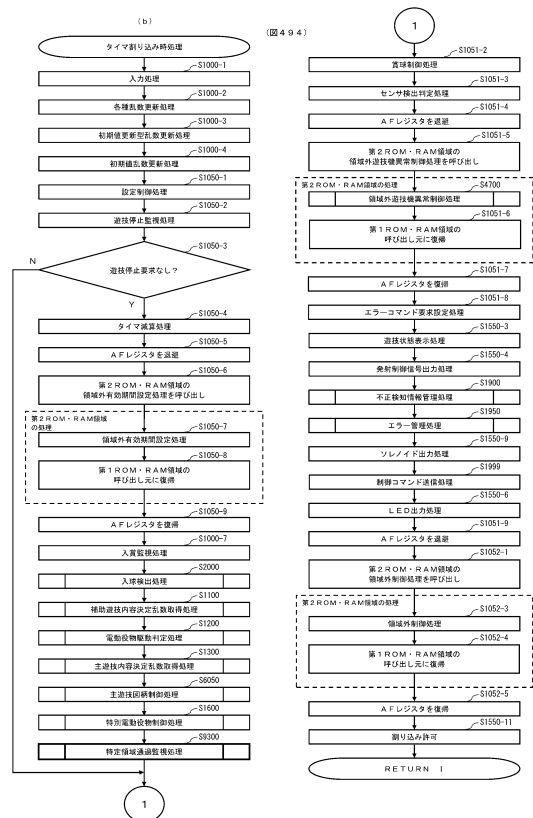 (b)
(図494)
タイマ割り込み時処理
S1000-1
入力処理
S1000-2
各種乱数更新処理
S1000-3
初期値更新型乱数更新処理
S1000-4
初期値乱数更新処理
S1050-1
設定制御処理
S1050-2
遊技停止監視処理
S1050-3
遊技停止要求なし?
N
Y
S1050-4
タイマ減算処理
S1050-5
AFレジスタを退避
S1050-6
第2ROM・RAM領域の
領域外有効期間設定処理を呼び出し
第2ROM・RAM領域
の処理
S1050-7
領域外有効期間設定処理
S1050-8
第1ROM・RAM領域の
呼び出し元に復帰
S1050-9
AFレジスタを復帰
S1000-7
入賞監視処理
S2000
入球検出処理
S1100
補助遊技内容決定乱数取得処理
S1200
電動役物駆動判定処理
S1300
主遊技内容決定乱数取得処理
S6050
主遊技図柄制御処理
S1600
特別電動役物制御処理
S9300
特定領域通過監視処理
1
1
S1051-2
賞球制御処理
S1051-3
センサ検出判定処理
S1051-4
AFレジスタを退避
S1051-5
第2ROM・RAM領域の
領域外遊技機異常制御処理を呼び出し
第2ROM・RAM領域の処理
S4700
領域外遊技機異常制御処理
S1051-6
第1ROM・RAM領域の
呼び出し元に復帰
S1051-7
AFレジスタを復帰
S1051-8
エラーコマンド要求設定処理
S1550-3
遊技状態表示処理
S1550-4
発射制御信号出力処理
S1900
不正検知情報管理処理
S1950
エラー管理処理
S1550-9
ソレノイド出力処理
S1999
制御コマンド送信処理
S1550-6
LED出力処理
S1051-9
AFレジスタを退避
S1052-1
第2ROM・RAM領域の
領域外制御処理を呼び出し
第2ROM・RAM領域の処理
S1052-3
領域外制御処理
S1052-4
第1ROM・RAM領域の
呼び出し元に復帰
S1052-5
AFレジスタを復帰
S1550-11
割り込み許可
RETURN I